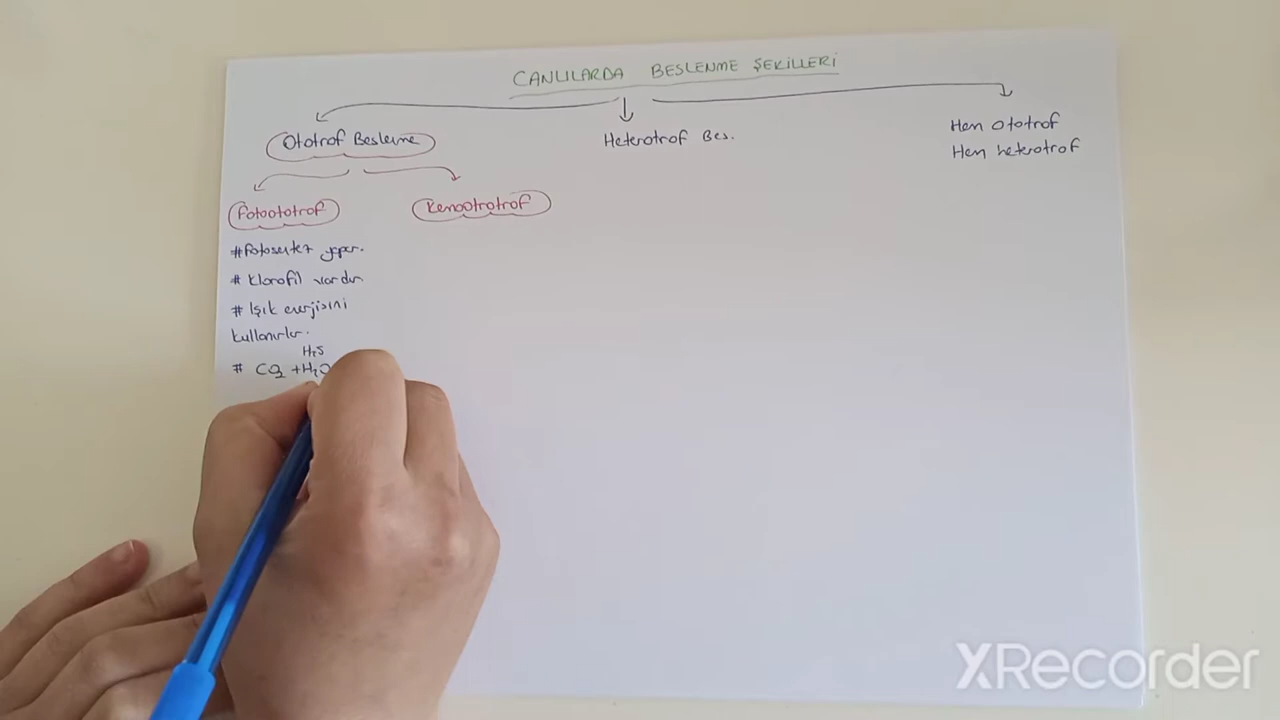 CANLILARDA BESLENME ŞEKİLLERİ
Ototrof Beslenme
Heterotrof Bes.
Hem ototrof
Hem heterotrof
Fotoototrof
Kemoototrof
#Fotosentez yapar.
# Klorofil vardır
# Işık enerjisini
kullanırlar.
H₂S
# CO₂ + H₂O
XRecorder